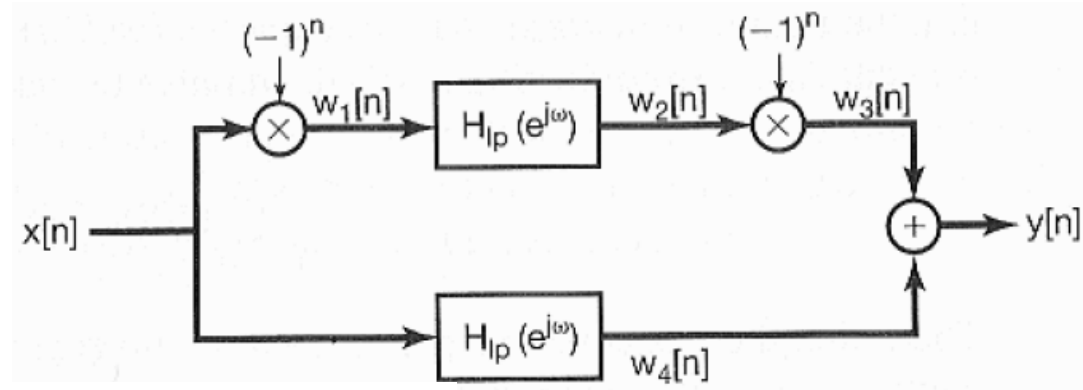 (−1)ⁿ
(−1)ⁿ
w₁[n]
H_lp (e^jω)
w₂[n]
w₃[n]
x[n]
y[n]
H_lp (e^jω)
w₄[n]